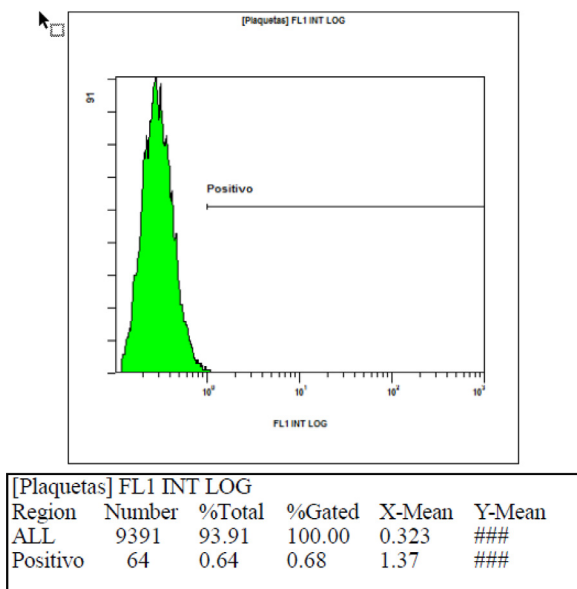 [Plaquetas] FL1 INT LOG
91
Positivo
10⁰ 10¹ 10² 10³
FL1 INT LOG
[Plaquetas] FL1 INT LOG
Region Number %Total %Gated X-Mean Y-Mean
ALL 9391 93.91 100.00 0.323 ###
Positivo 64 0.64 0.68 1.37 ###